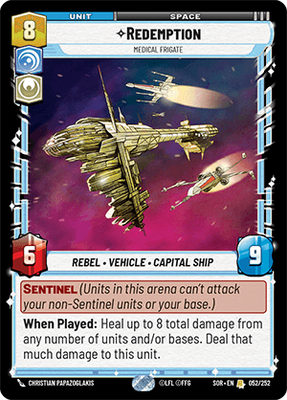 UNIT SPACE
8
✧REDEMPTION
MEDICAL FRIGATE
6
REBEL • VEHICLE • CAPITAL SHIP
9
SENTINEL (Units in this arena can't attack
your non-Sentinel units or your base.)
When Played: Heal up to 8 total damage from
any number of units and/or bases. Deal that
much damage to this unit.
CHRISTIAN PAPAZOGLAKIS ©LFL ©FFG SOR • EN R 052/252